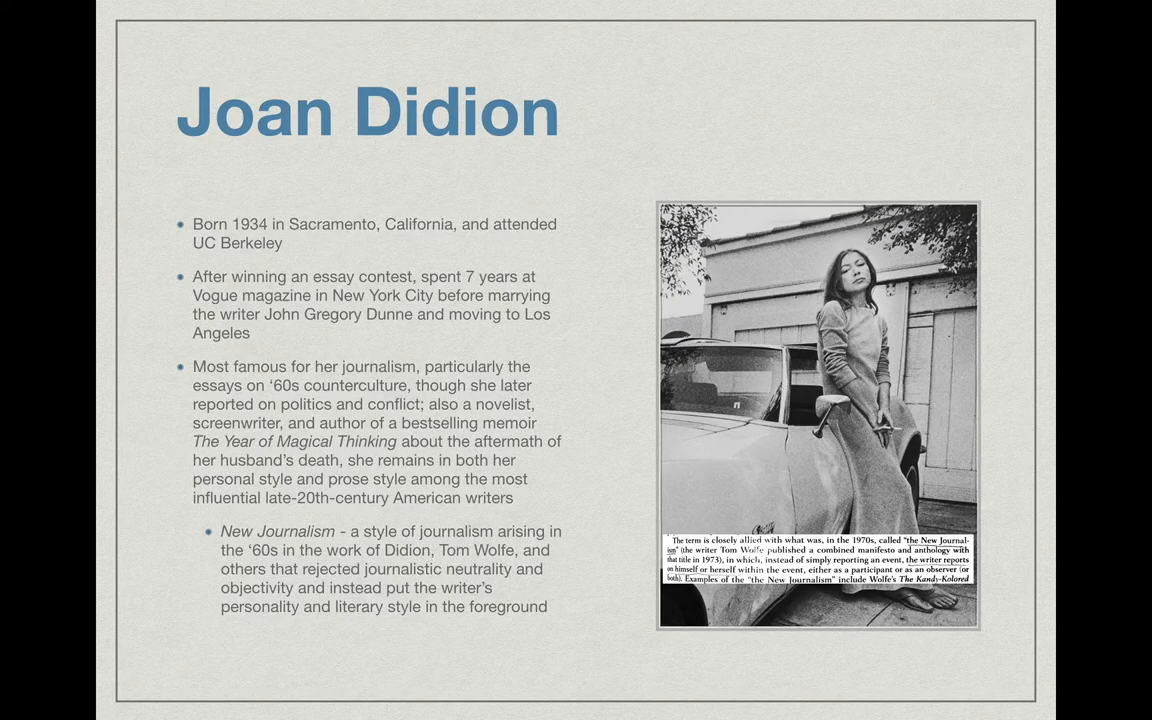 Joan Didion
Born 1934 in Sacramento, California, and attended
UC Berkeley
After winning an essay contest, spent 7 years at
Vogue magazine in New York City before marrying
the writer John Gregory Dunne and moving to Los
Angeles
Most famous for her journalism, particularly the
essays on ‘60s counterculture, though she later
reported on politics and conflict; also a novelist,
screenwriter, and author of a bestselling memoir
The Year of Magical Thinking about the aftermath of
her husband’s death, she remains in both her
personal style and prose style among the most
influential late-20th-century American writers
New Journalism - a style of journalism arising in
the ‘60s in the work of Didion, Tom Wolfe, and
others that rejected journalistic neutrality and
objectivity and instead put the writer’s
personality and literary style in the foreground
The term is closely allied with what was, in the 1970s, called “the New Journal-
ism” (the writer Tom Wolfe published a combined manifesto and anthology with
that title in 1973), in which, instead of simply reporting an event, the writer reports
on himself or herself within the event, either as a participant or as an observer (or
both). Examples of the “the New Journalism” include Wolfe’s The Kandy-Kolored